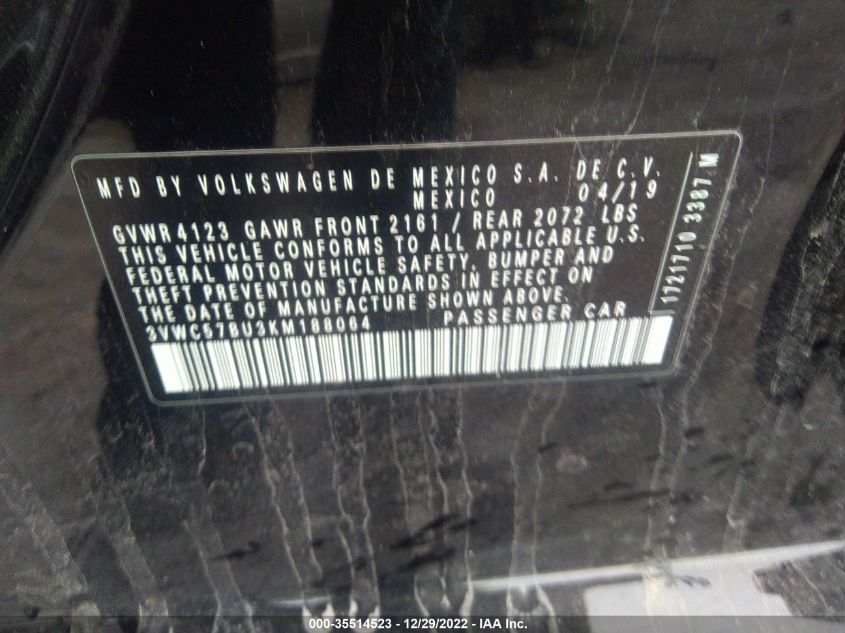 MFD BY VOLKSWAGEN DE MEXICO S.A. DE C.V.
MEXICO 04/19
GVWR 4123 GAWR FRONT 2161 / REAR 2072 LBS
THIS VEHICLE CONFORMS TO ALL APPLICABLE U.S.
FEDERAL MOTOR VEHICLE SAFETY, BUMPER AND
THEFT PREVENTION STANDARDS IN EFFECT ON
THE DATE OF MANUFACTURE SHOWN ABOVE.
3VWC57BU3KM188064 PASSENGER CAR
1721710 3387 M
000-35514523 - 12/29/2022 - IAA Inc.